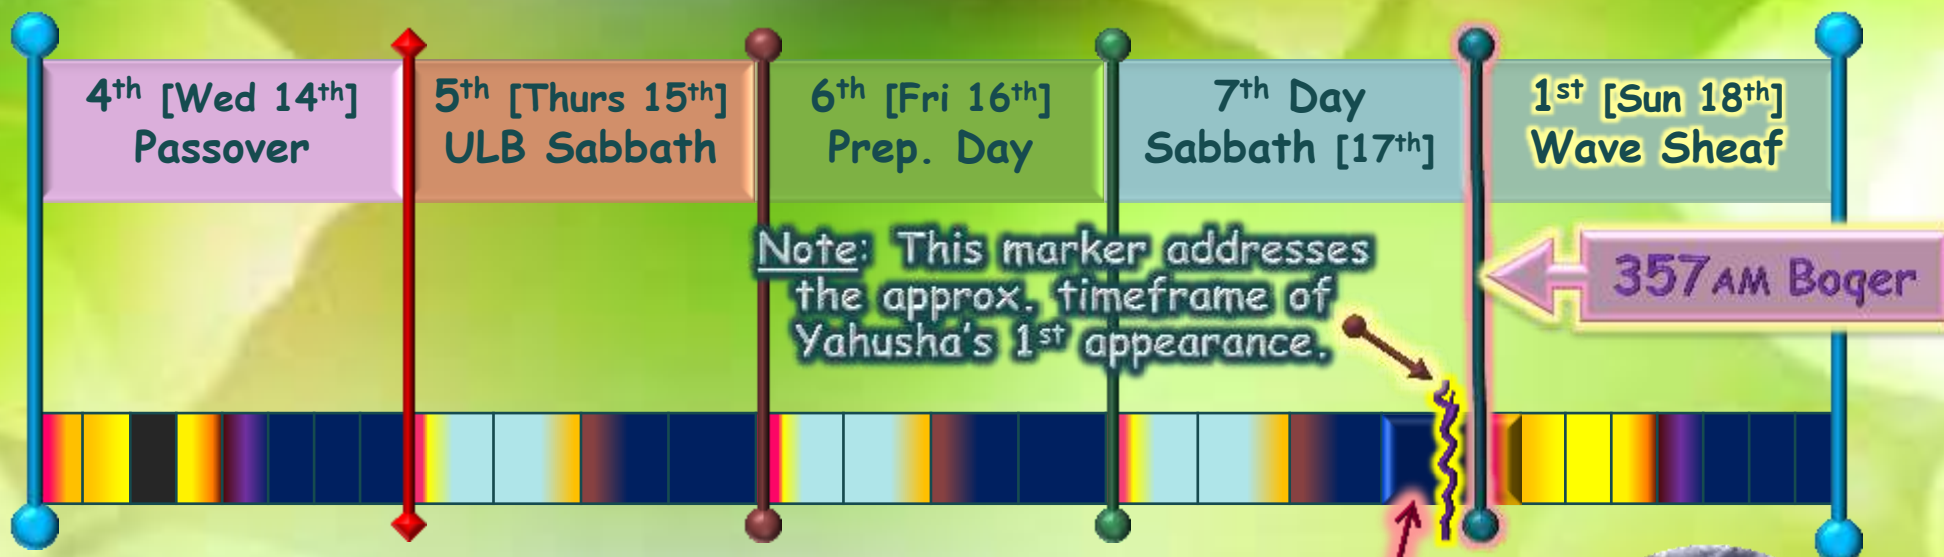 4th [Wed 14th]
Passover
5th [Thurs 15th]
ULB Sabbath
6th [Fri 16th]
Prep. Day
7th Day
Sabbath [17th]
1st [Sun 18th]
Wave Sheaf
Note: This marker addresses
the approx. timeframe of
Yahusha's 1st appearance.
357AM Boqer